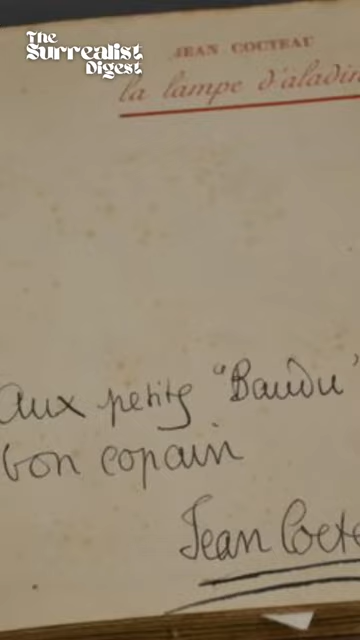 The
Surrealist
Digest
JEAN COCTEAU
la lampe d'aladin
Aux petits "Baudu"
bon copain
Jean Cocte